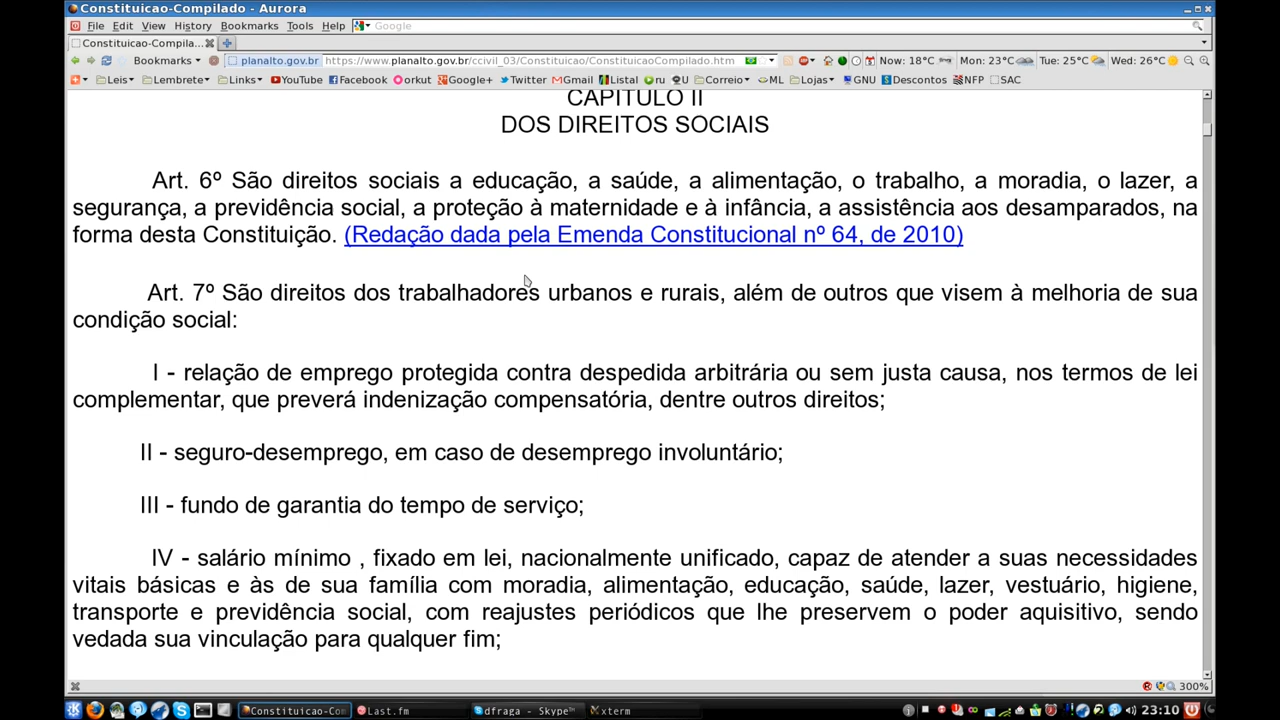 Constituicao-Compilado - Aurora
File Edit View History Bookmarks Tools Help Google
Constituicao-Compila...
Bookmarks planalto.gov.br https://www.planalto.gov.br/ccivil_03/Constituicao/ConstituicaoCompilado.htm Now: 18°C Mon: 23°C Tue: 25°C Wed: 26°C
Leis Lembrete Links YouTube Facebook orkut Google+ Twitter Gmail Listal ru U Correio ML Lojas GNU Descontos NFP SAC
CAPÍTULO II
DOS DIREITOS SOCIAIS
Art. 6º São direitos sociais a educação, a saúde, a alimentação, o trabalho, a moradia, o lazer, a
segurança, a previdência social, a proteção à maternidade e à infância, a assistência aos desamparados, na
forma desta Constituição. (Redação dada pela Emenda Constitucional nº 64, de 2010)
Art. 7º São direitos dos trabalhadores urbanos e rurais, além de outros que visem à melhoria de sua
condição social:
I - relação de emprego protegida contra despedida arbitrária ou sem justa causa, nos termos de lei
complementar, que preverá indenização compensatória, dentre outros direitos;
II - seguro-desemprego, em caso de desemprego involuntário;
III - fundo de garantia do tempo de serviço;
IV - salário mínimo , fixado em lei, nacionalmente unificado, capaz de atender a suas necessidades
vitais básicas e às de sua família com moradia, alimentação, educação, saúde, lazer, vestuário, higiene,
transporte e previdência social, com reajustes periódicos que lhe preservem o poder aquisitivo, sendo
vedada sua vinculação para qualquer fim;
300%
Constituicao-Com Last.fm dfraga - Skype™ xterm 23:10